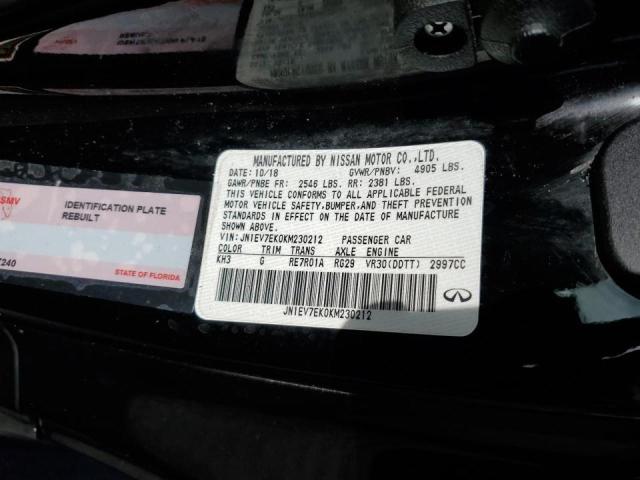 SMV
IDENTIFICATION PLATE
REBUILT
7240
STATE OF FLORIDA
MANUFACTURED BY NISSAN MOTOR CO.,LTD.
DATE: 10/18 GVWR/PNBV: 4905 LBS.
GAWR/PNBE FR: 2546 LBS. RR: 2381 LBS.
THIS VEHICLE CONFORMS TO ALL APPLICABLE FEDERAL
MOTOR VEHICLE SAFETY,BUMPER,AND THEFT PREVENTION
STANDARDS IN EFFECT ON THE DATE OF MANUFACTURE
SHOWN ABOVE.
VIN: JN1EV7EK0KM230212 PASSENGER CAR
COLOR TRIM TRANS AXLE ENGINE
KH3 G RE7R01A RG29 VR30(DDTT) 2997CC
JN1EV7EK0KM230212